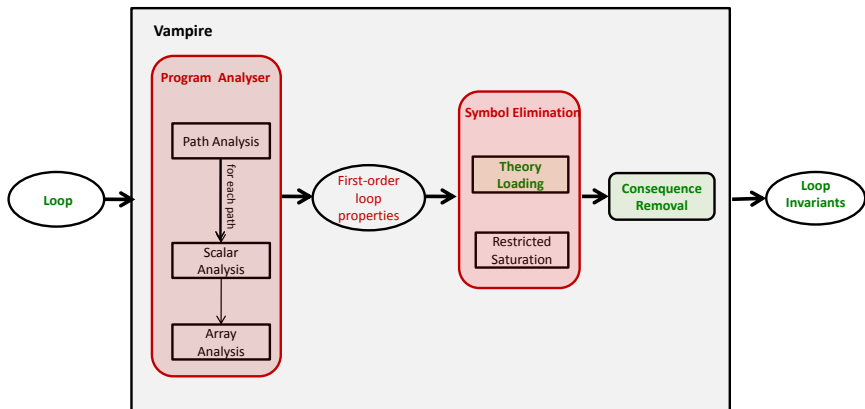 Vampire
Program Analyser
Path Analysis
for each path
Scalar
Analysis
Array
Analysis
Loop
First-order
loop
properties
Symbol Elimination
Theory
Loading
Restricted
Saturation
Consequence
Removal
Loop
Invariants